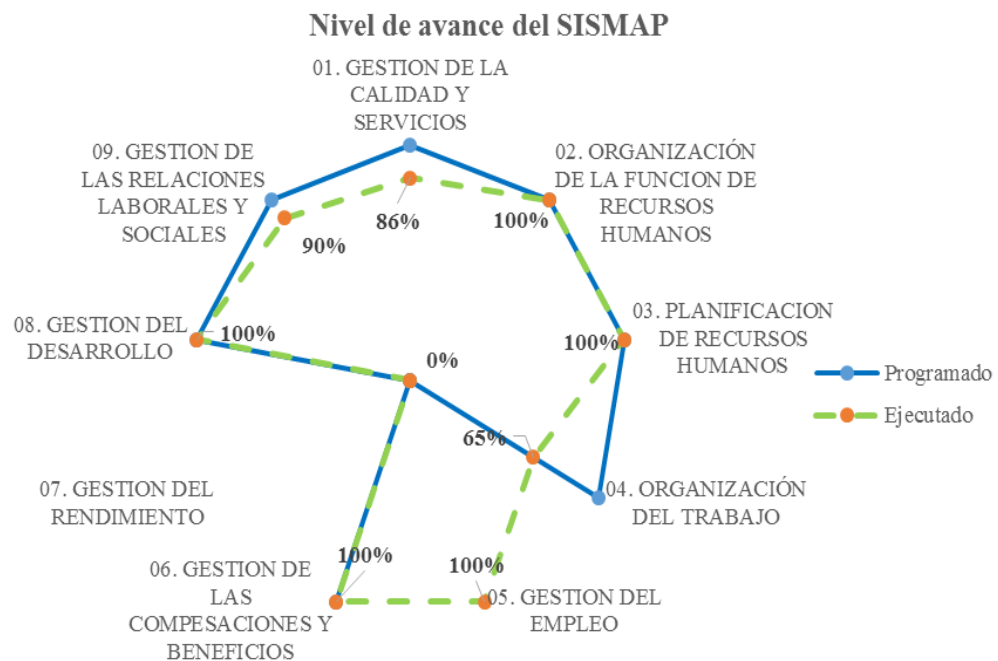 Nivel de avance del SISMAP
01. GESTION DE LA
CALIDAD Y
SERVICIOS
02. ORGANIZACIÓN
DE LA FUNCION DE
RECURSOS
HUMANOS
03. PLANIFICACION
DE RECURSOS
HUMANOS
04. ORGANIZACIÓN
DEL TRABAJO
05. GESTION DEL
EMPLEO
06. GESTION DE
LAS
COMPESACIONES Y
BENEFICIOS
07. GESTION DEL
RENDIMIENTO
08. GESTION DEL
DESARROLLO
09. GESTION DE
LAS RELACIONES
LABORALES Y
SOCIALES
86%
100%
100%
65%
100%
100%
0%
100%
90%
Programado
Ejecutado